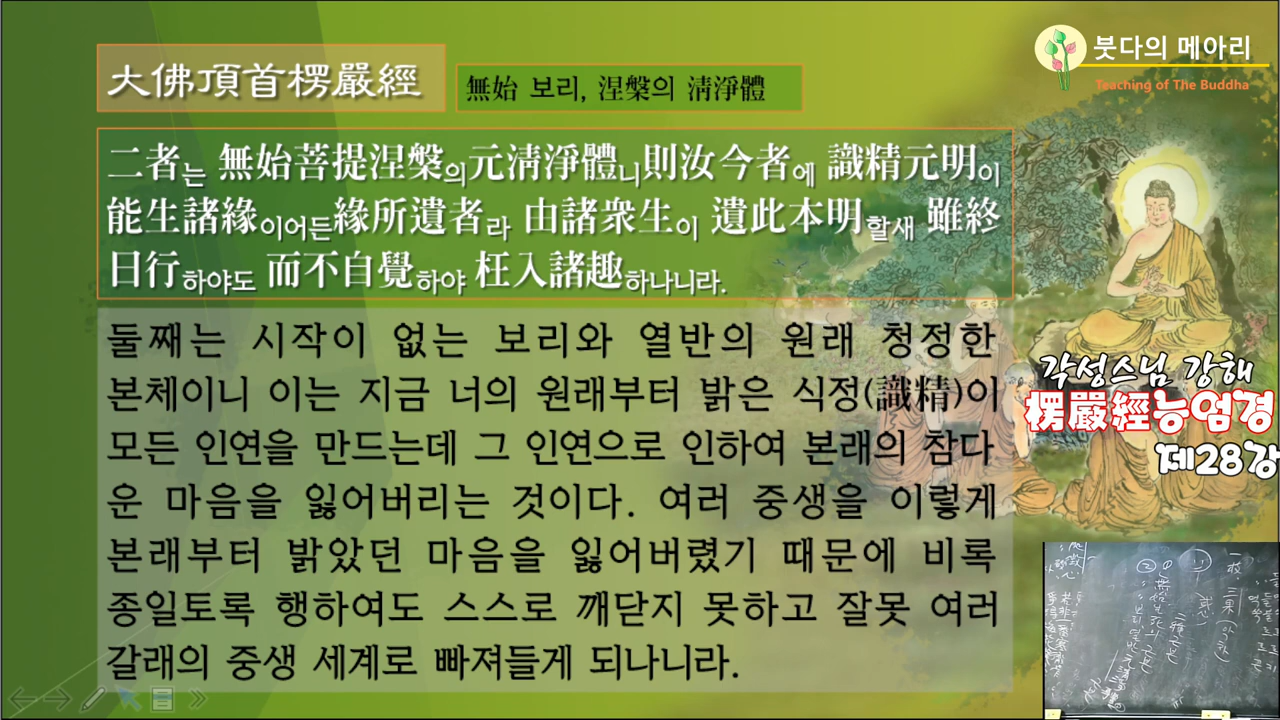 大佛頂首楞嚴經
無始 보리, 涅槃의 淸淨體
붓다의 메아리
Teaching of The Buddha
二者는 無始菩提涅槃의元淸淨體니則汝今者에 識精元明이
能生諸緣이어든緣所遺者라 由諸衆生이 遺此本明할새 雖終
日行하야도 而不自覺하야 枉入諸趣하나니라.
둘째는 시작이 없는 보리와 열반의 원래 청정한
본체이니 이는 지금 너의 원래부터 밝은 식정(識精)이
모든 인연을 만드는데 그 인연으로 인하여 본래의 참다
운 마음을 잃어버리는 것이다. 여러 중생을 이렇게
본래부터 밝았던 마음을 잃어버렸기 때문에 비록
종일토록 행하여도 스스로 깨닫지 못하고 잘못 여러
갈래의 중생 세계로 빠져들게 되나니라.
각성스님 강해
楞嚴經능엄경
제28강